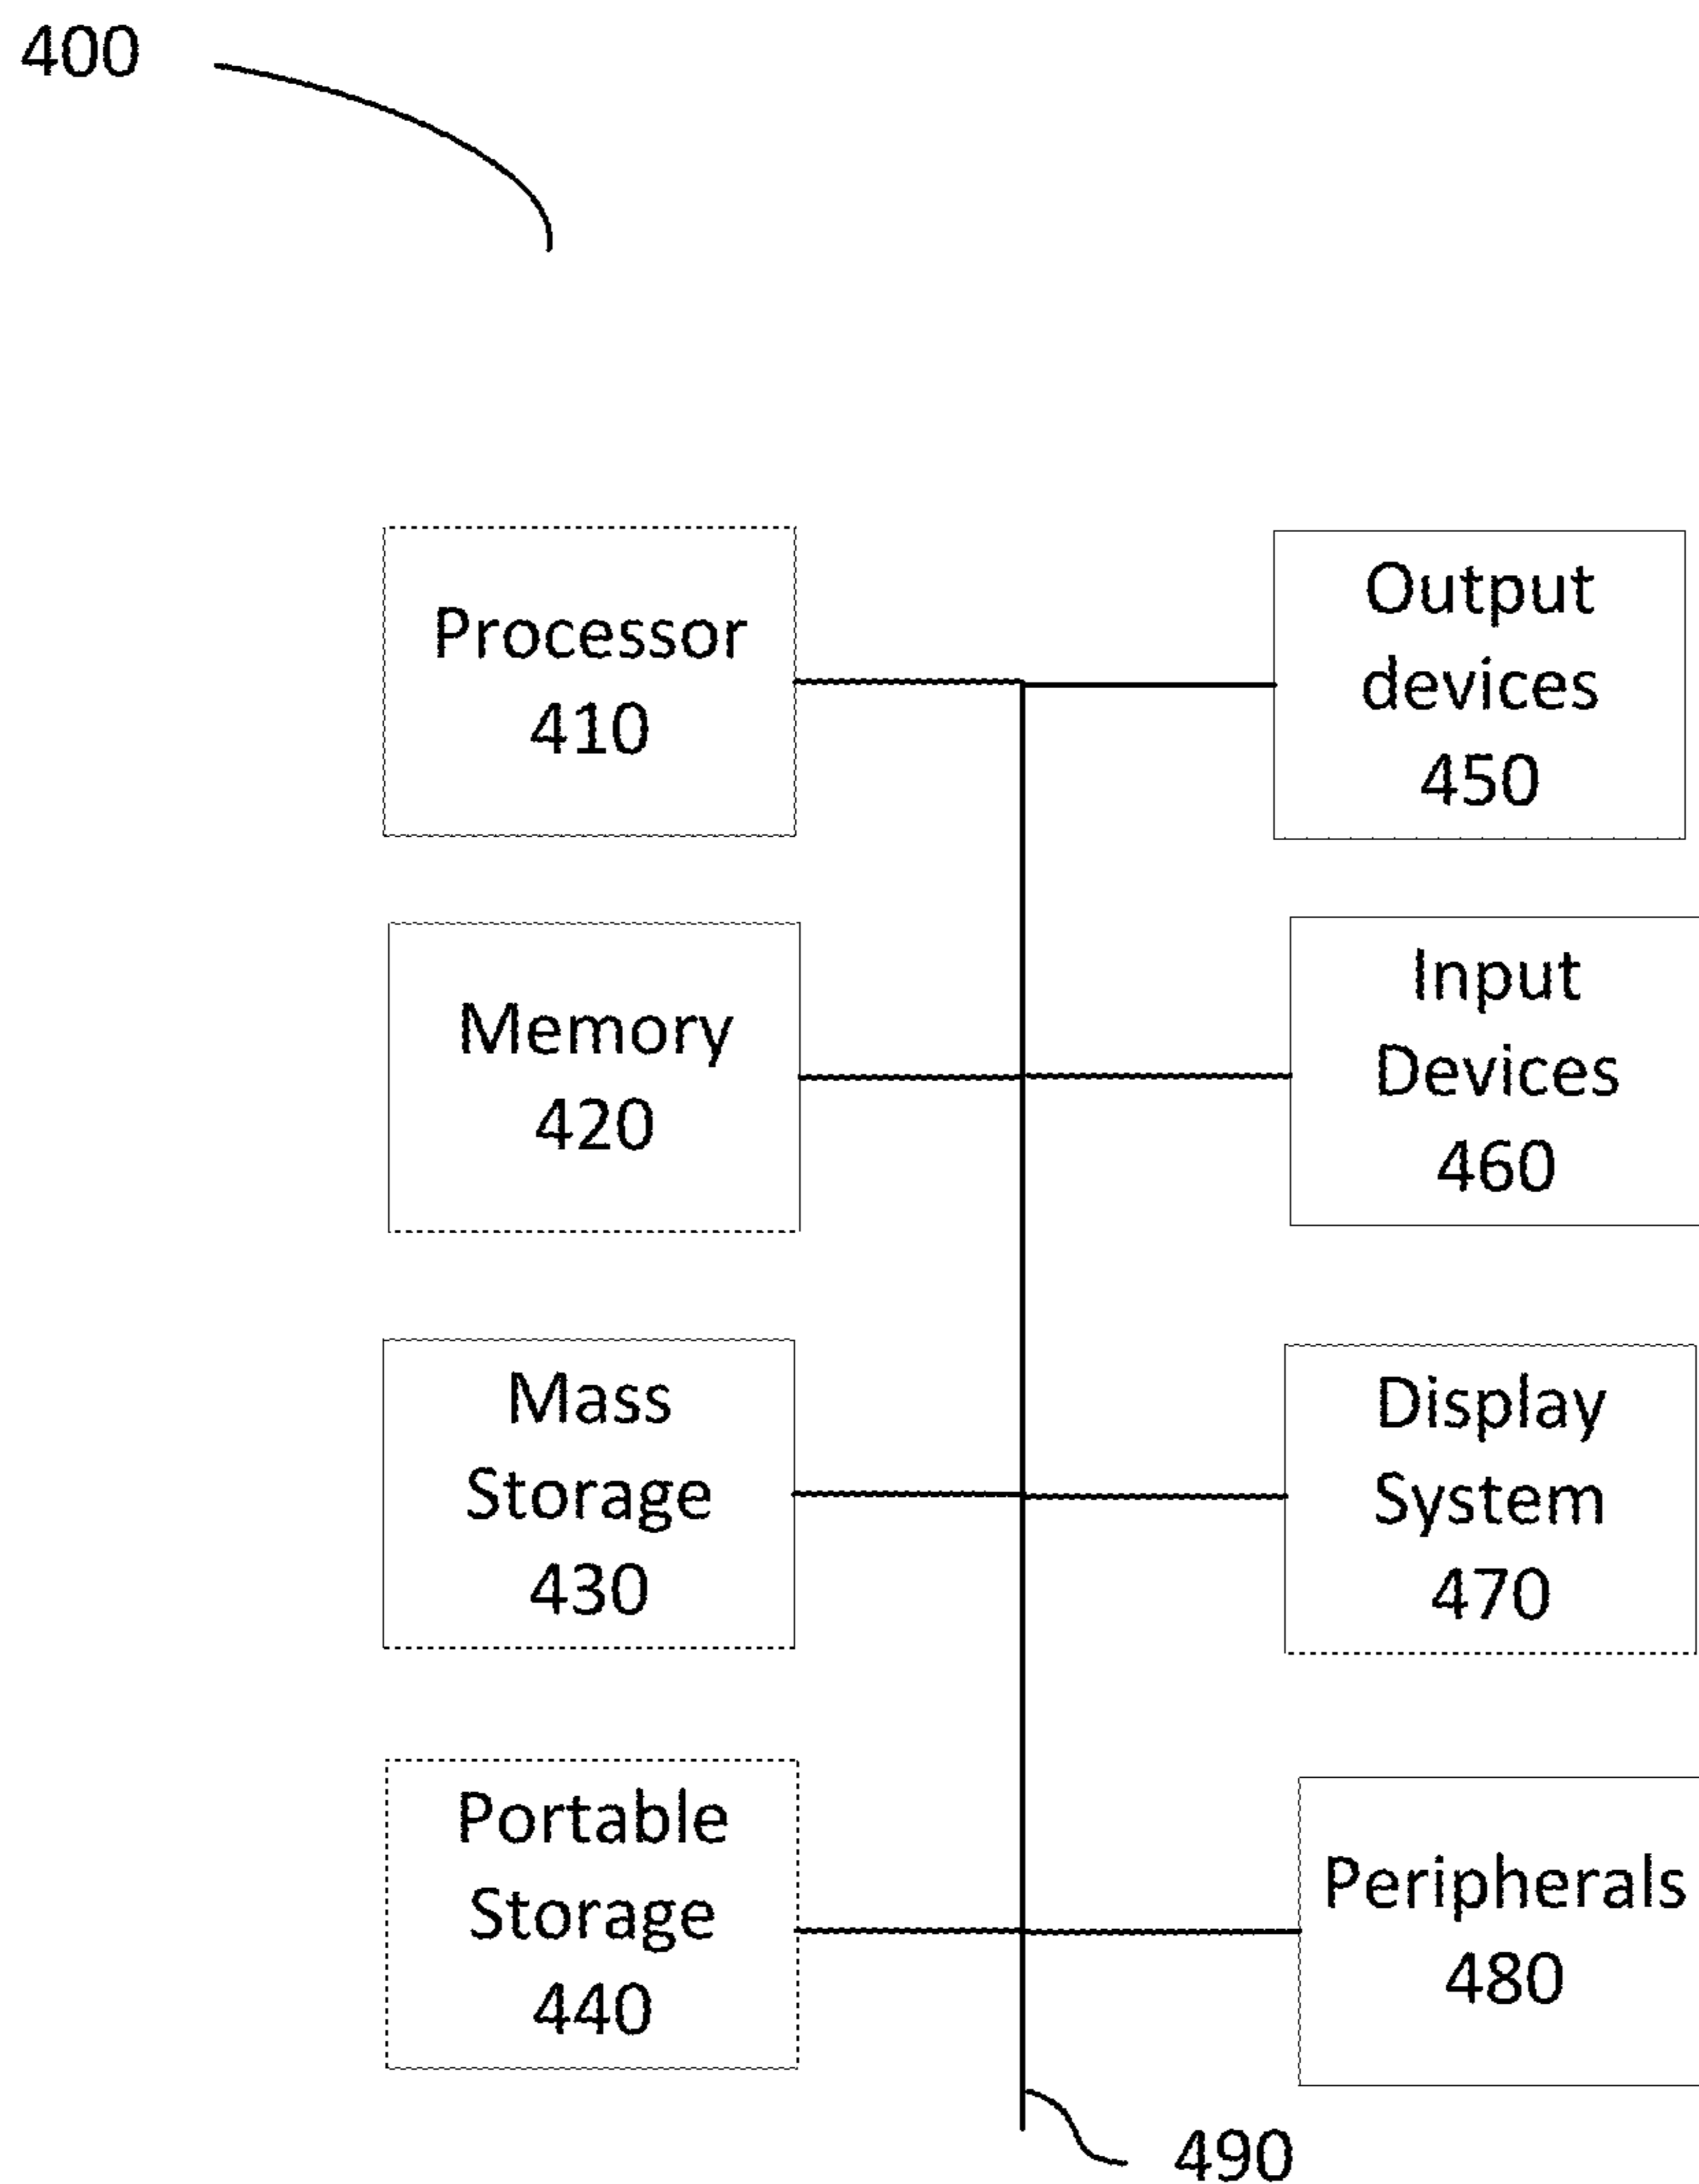 400
Processor
410
Output
devices
450
Memory
420
Input
Devices
460
Mass
Storage
430
Display
System
470
Portable
Storage
440
Peripherals
480
490